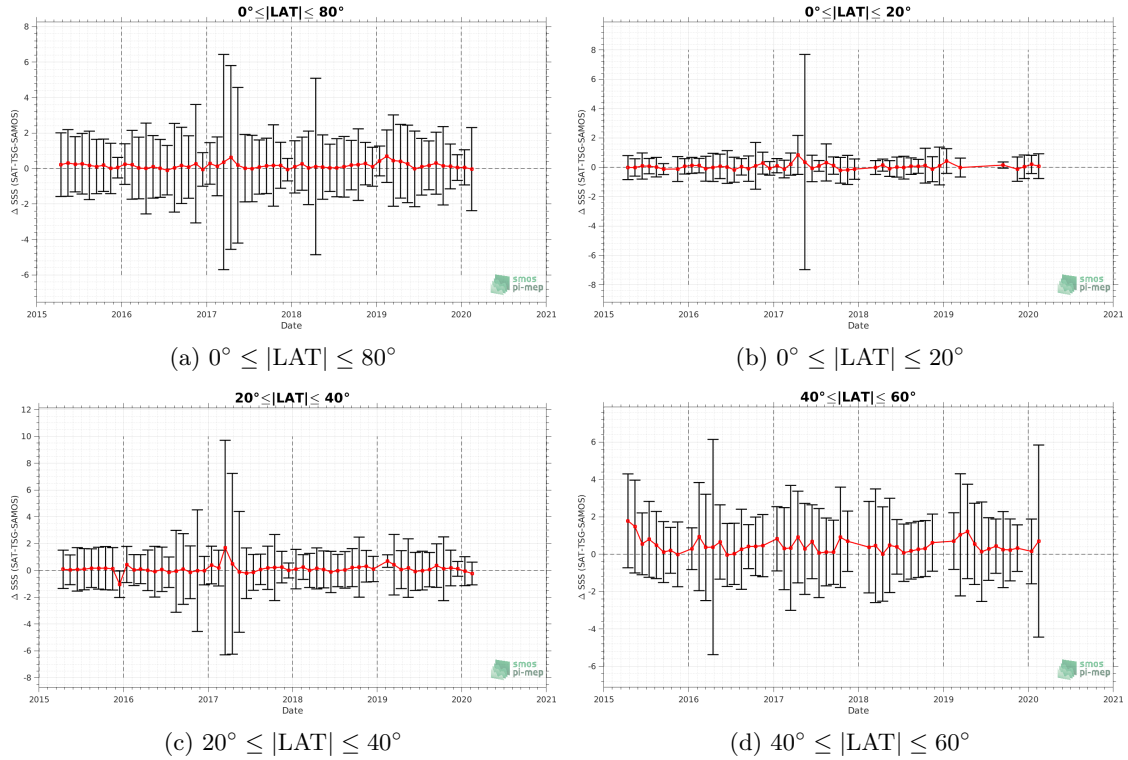 0°≤|LAT|≤ 80°
8
6
4
2
0
-2
-4
-6
Δ SSS (SAT-TSG-SAMOS)
2015 2016 2017 2018 2019 2020 2021
Date
smos
pi-mep
(a) 0° ≤ |LAT| ≤ 80°
0°≤|LAT|≤ 20°
8
6
4
2
0
-2
-4
-6
-8
Δ SSS (SAT-TSG-SAMOS)
2015 2016 2017 2018 2019 2020 2021
Date
smos
pi-mep
(b) 0° ≤ |LAT| ≤ 20°
20°≤|LAT|≤ 40°
12
10
8
6
4
2
0
-2
-4
-6
-8
Δ SSS (SAT-TSG-SAMOS)
2015 2016 2017 2018 2019 2020 2021
Date
smos
pi-mep
(c) 20° ≤ |LAT| ≤ 40°
40°≤|LAT|≤ 60°
6
4
2
0
-2
-4
-6
Δ SSS (SAT-TSG-SAMOS)
2015 2016 2017 2018 2019 2020 2021
Date
smos
pi-mep
(d) 40° ≤ |LAT| ≤ 60°